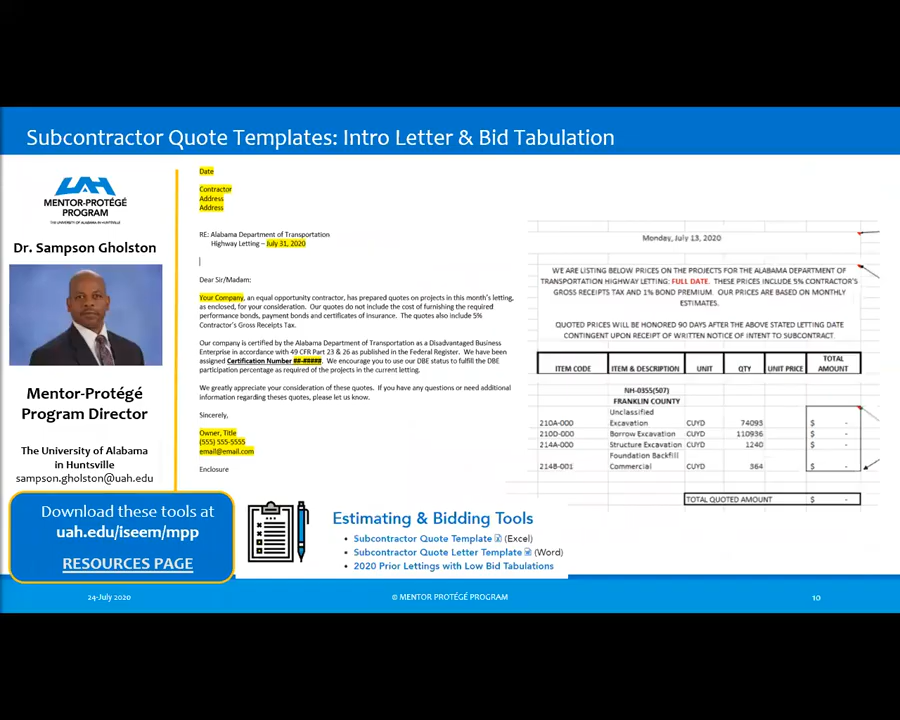 Subcontractor Quote Templates: Intro Letter & Bid Tabulation
UAH
MENTOR-PROTÉGÉ
PROGRAM
THE UNIVERSITY OF ALABAMA IN HUNTSVILLE
Dr. Sampson Gholston
Mentor-Protégé
Program Director
The University of Alabama
in Huntsville
sampson.gholston@uah.edu
Download these tools at
uah.edu/iseem/mpp
RESOURCES PAGE
Date
Contractor
Address
Address
RE: Alabama Department of Transportation
Highway Letting – July 31, 2020
Dear Sir/Madam:
Your Company, an equal opportunity contractor, has prepared quotes on projects in this month's letting,
as enclosed, for your consideration. Our quotes do not include the cost of furnishing the required
performance bonds, payment bonds and certificates of insurance. The quotes also include 5%
Contractor's Gross Receipts Tax.
Our company is certified by the Alabama Department of Transportation as a Disadvantaged Business
Enterprise in accordance with 49 CFR Part 23 & 26 as published in the Federal Register. We have been
assigned Certification Number ##-#####. We encourage you to use our DBE status to fulfill the DBE
participation percentage as required of the projects in the current letting.
We greatly appreciate your consideration of these quotes. If you have any questions or need additional
information regarding theses quotes, please let us know.
Sincerely,
Owner, Title
(555) 555-5555
email@email.com
Enclosure
Monday, July 13, 2020
WE ARE LISTING BELOW PRICES ON THE PROJECTS FOR THE ALABAMA DEPARTMENT OF
TRANSPORTATION HIGHWAY LETTING: FULL DATE. THESE PRICES INCLUDE 5% CONTRACTOR'S
GROSS RECEIPTS TAX AND 1% BOND PREMIUM. OUR PRICES ARE BASED ON MONTHLY
ESTIMATES.
QUOTED PRICES WILL BE HONORED 90 DAYS AFTER THE ABOVE STATED LETTING DATE
CONTINGENT UPON RECEIPT OF WRITTEN NOTICE OF INTENT TO SUBCONTRACT.
ITEM CODE ITEM & DESCRIPTION UNIT QTY UNIT PRICE TOTAL AMOUNT
NH-0355(507)
FRANKLIN COUNTY
Unclassified
210A-000 Excavation CUYD 74093 $ -
210D-000 Borrow Excavation CUYD 110936 $ -
214A-000 Structure Excavation CUYD 1240 $ -
Foundation Backfill
214B-001 Commercial CUYD 364 $ -
TOTAL QUOTED AMOUNT $ -
Estimating & Bidding Tools
• Subcontractor Quote Template (Excel)
• Subcontractor Quote Letter Template (Word)
• 2020 Prior Lettings with Low Bid Tabulations
24-July 2020
© MENTOR PROTÉGÉ PROGRAM
10